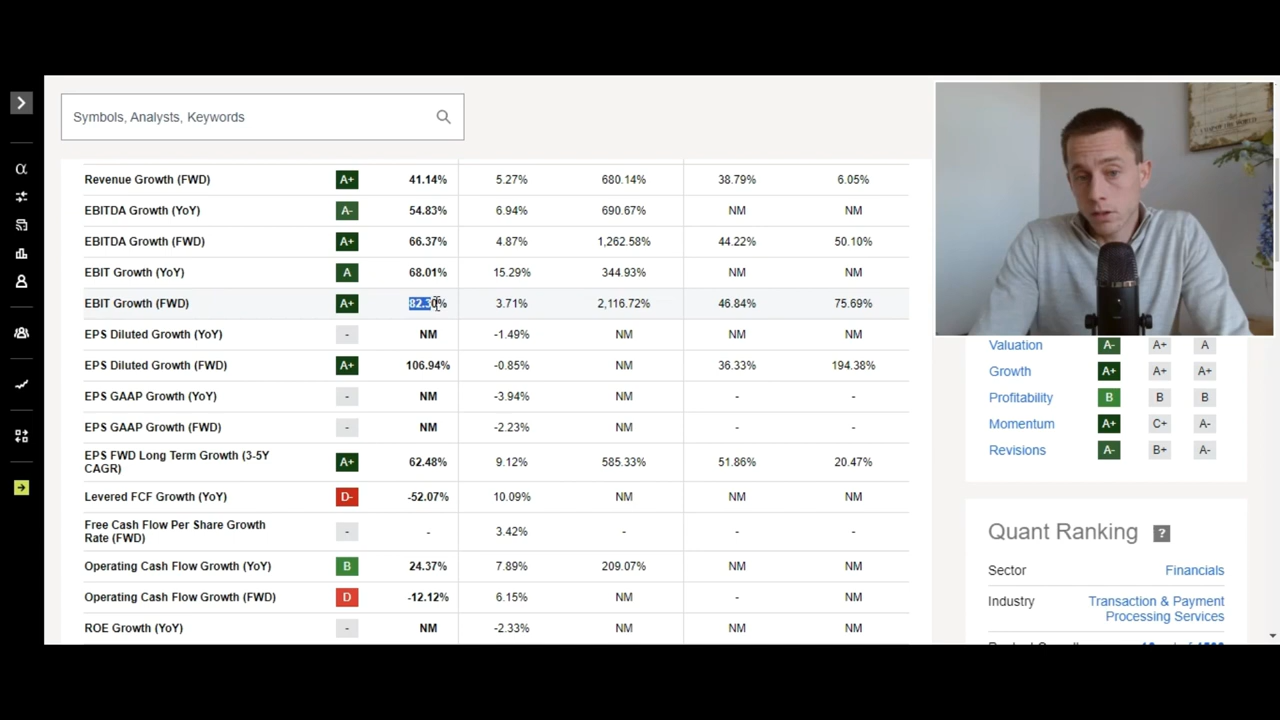 Symbols, Analysts, Keywords
Revenue Growth (FWD) A+ 41.14% 5.27% 680.14% 38.79% 6.05%
EBITDA Growth (YoY) A- 54.83% 6.94% 690.67% NM NM
EBITDA Growth (FWD) A+ 66.37% 4.87% 1,262.58% 44.22% 50.10%
EBIT Growth (YoY) A 68.01% 15.29% 344.93% NM NM
EBIT Growth (FWD) A+ 82.30% 3.71% 2,116.72% 46.84% 75.69%
EPS Diluted Growth (YoY) - NM -1.49% NM NM NM
EPS Diluted Growth (FWD) A+ 106.94% -0.85% NM 36.33% 194.38%
EPS GAAP Growth (YoY) - NM -3.94% NM - -
EPS GAAP Growth (FWD) - NM -2.23% NM - -
EPS FWD Long Term Growth (3-5Y
CAGR) A+ 62.48% 9.12% 585.33% 51.86% 20.47%
Levered FCF Growth (YoY) D- -52.07% 10.09% NM NM NM
Free Cash Flow Per Share Growth
Rate (FWD) - - 3.42% - - -
Operating Cash Flow Growth (YoY) B 24.37% 7.89% 209.07% NM NM
Operating Cash Flow Growth (FWD) D -12.12% 6.15% NM - NM
ROE Growth (YoY) - NM -2.33% NM NM NM
Valuation A- A+ A
Growth A+ A+ A+
Profitability B B B
Momentum A+ C+ A-
Revisions A- B+ A-
Quant Ranking ?
Sector Financials
Industry Transaction & Payment
Processing Services